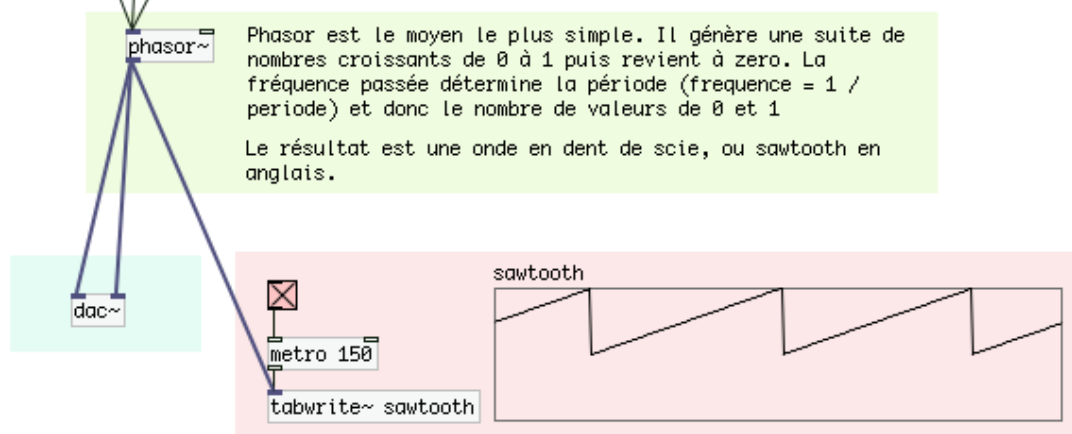 phasor~
Phasor est le moyen le plus simple. Il génère une suite de
nombres croissants de 0 à 1 puis revient à zero. La
fréquence passée détermine la période (frequence = 1 /
periode) et donc le nombre de valeurs de 0 et 1
Le résultat est une onde en dent de scie, ou sawtooth en
anglais.
dac~
metro 150
tabwrite~ sawtooth
sawtooth